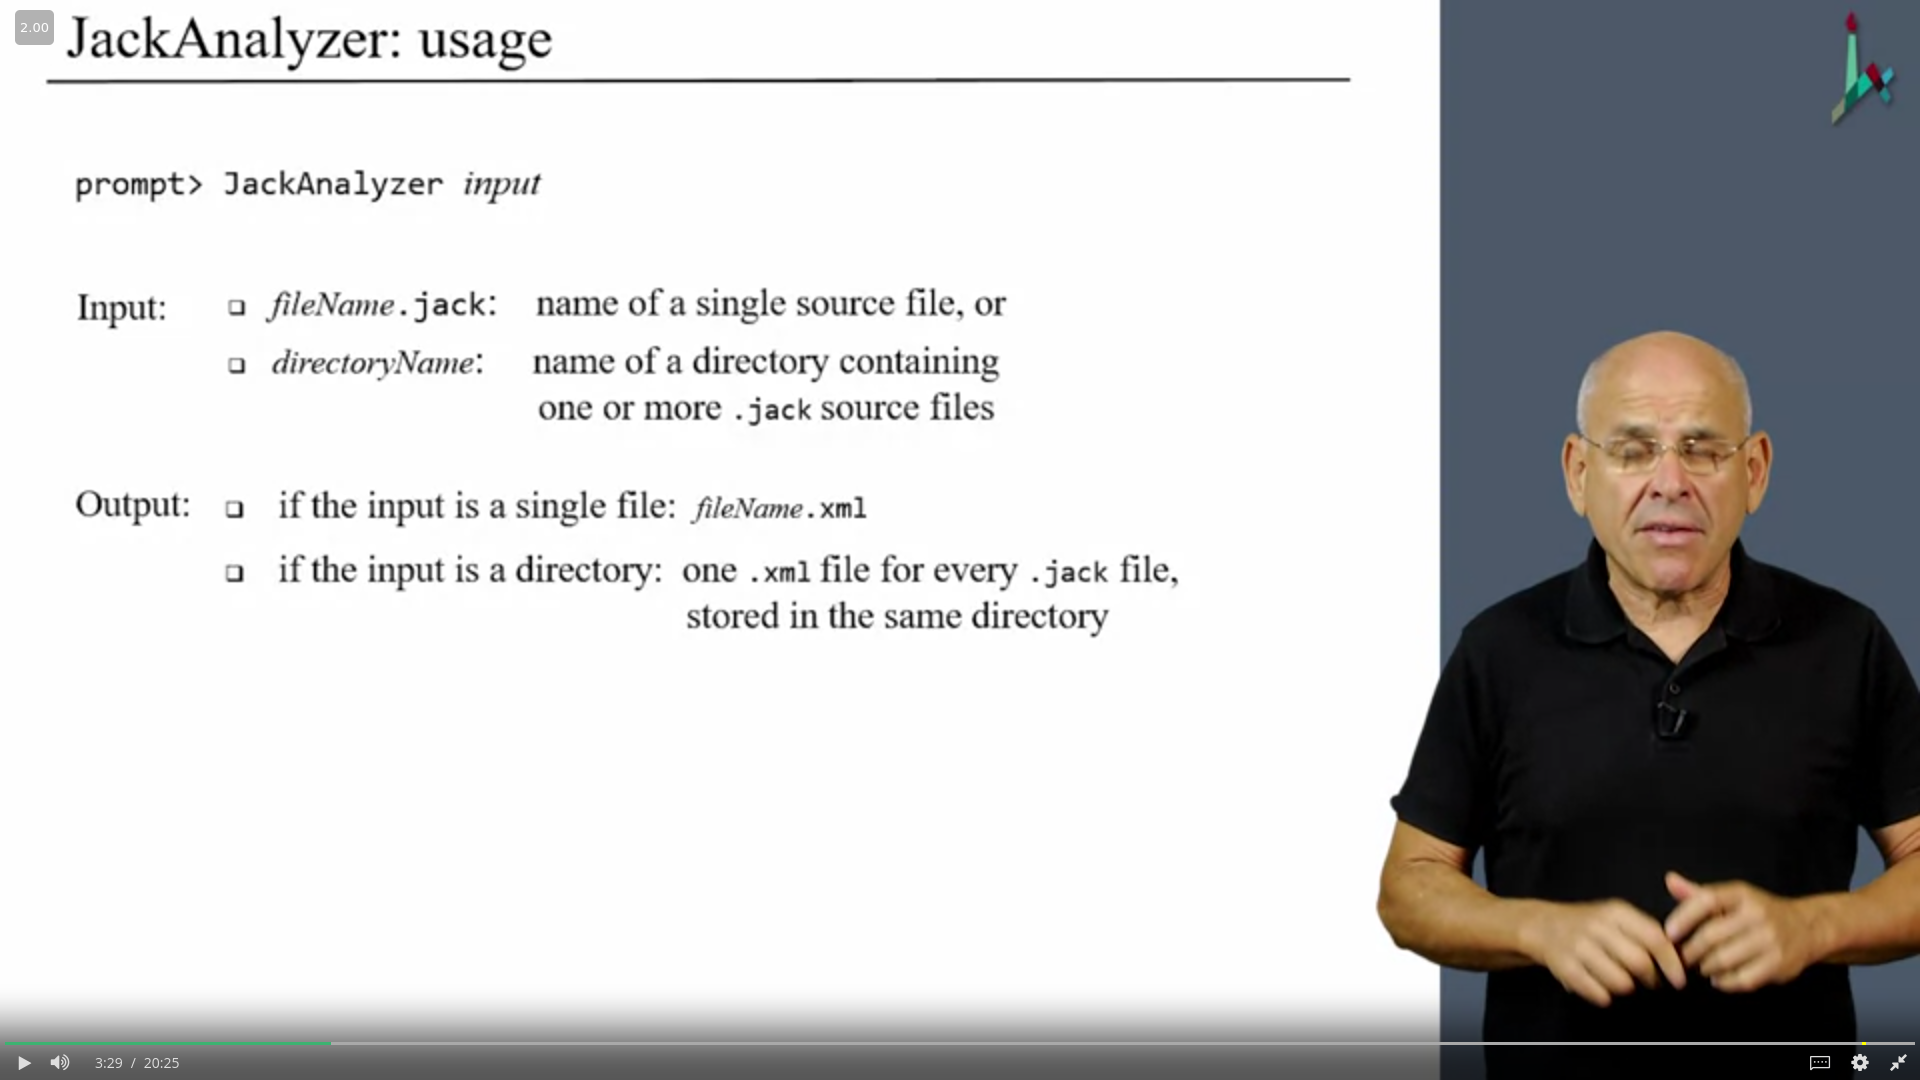 2.00
JackAnalyzer: usage
prompt> JackAnalyzer input
Input: ❑ fileName.jack: name of a single source file, or
❑ directoryName: name of a directory containing
one or more .jack source files
Output: ❑ if the input is a single file: fileName.xml
❑ if the input is a directory: one .xml file for every .jack file,
stored in the same directory
3:29 / 20:25